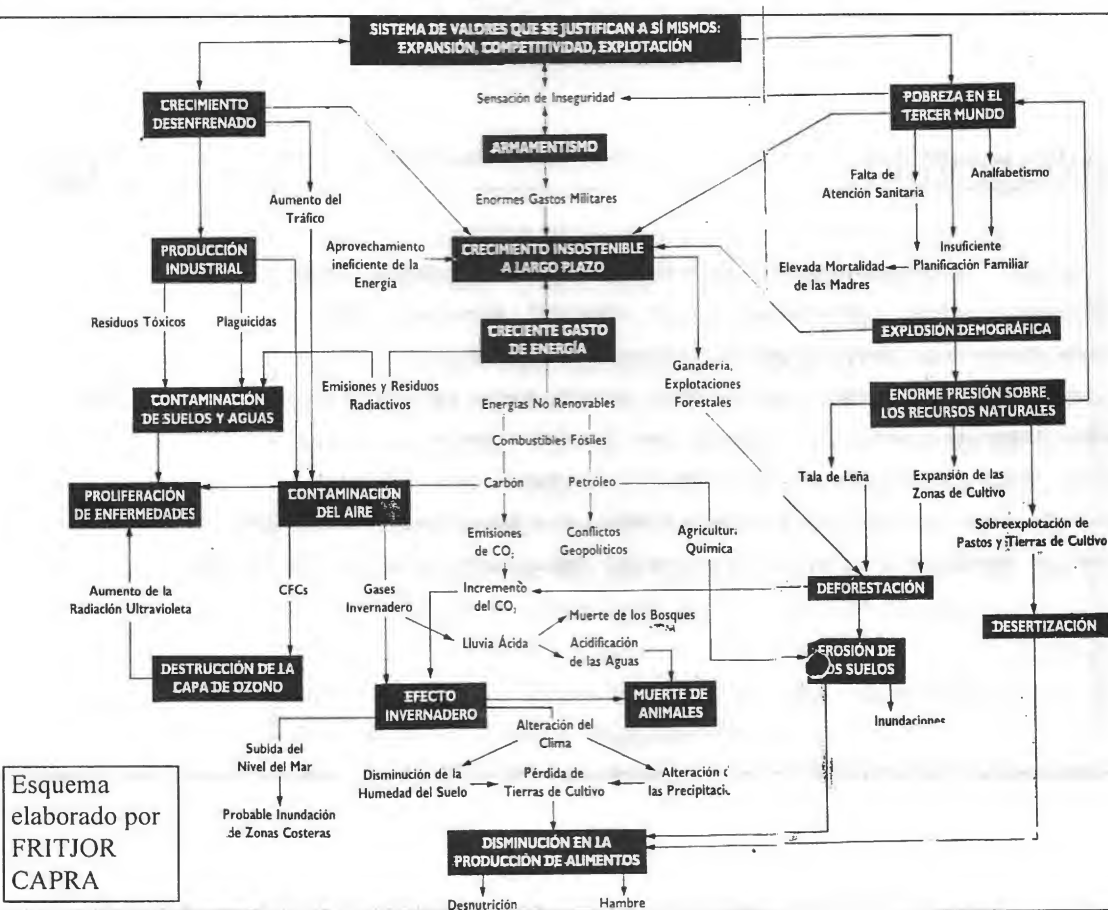 SISTEMA DE VALORES QUE SE JUSTIFICAN A SÍ MISMOS:
EXPANSIÓN, COMPETITIVIDAD, EXPLOTACIÓN
CRECIMIENTO
DESENFRENADO
Sensación de Inseguridad
POBREZA EN EL
TERCER MUNDO
ARMAMENTISMO
Falta de
Atención Sanitaria
Analfabetismo
Aumento del
Tráfico
Enormes Gastos Militares
PRODUCCIÓN
INDUSTRIAL
Aprovechamiento
ineficiente de la
Energía
CRECIMIENTO INSOSTENIBLE
A LARGO PLAZO
Elevada Mortalidad
de las Madres
Insuficiente
Planificación Familiar
Residuos Tóxicos
Plaguicidas
CRECIENTE GASTO
DE ENERGÍA
EXPLOSIÓN DEMOGRÁFICA
CONTAMINACIÓN
DE SUELOS Y AGUAS
Emisiones y Residuos
Radiactivos
Energías No Renovables
Ganadería,
Explotaciones
Forestales
ENORME PRESIÓN SOBRE
LOS RECURSOS NATURALES
Combustibles Fósiles
PROLIFERACIÓN
DE ENFERMEDADES
CONTAMINACIÓN
DEL AIRE
Carbón
Petróleo
Tala de Leña
Expansión de las
Zonas de Cultivo
Emisiones
de CO2
Conflictos
Geopolíticos
Agricultura
Química
Sobreexplotación de
Pastos y Tierras de Cultivo
Aumento de la
Radiación Ultravioleta
CFCs
Gases
Invernadero
Incremento
del CO2
DEFORESTACIÓN
Lluvia Ácida
Muerte de los Bosques
Acidificación
de las Aguas
DESERTIZACIÓN
DESTRUCCIÓN DE LA
CAPA DE OZONO
EFECTO
INVERNADERO
MUERTE DE
ANIMALES
EROSIÓN DE
OS SUELOS
Inundaciones
Subida del
Nivel del Mar
Alteración del
Clima
Disminución de la
Humedad del Suelo
Pérdida de
Tierras de Cultivo
Alteración
las
Probable Inundación
de Zonas Costeras
DISMINUCIÓN EN LA
PRODUCCIÓN DE ALIMENTOS
Desnutrición
Hambre
Esquema
elaborado por
FRITJOR
CAPRA